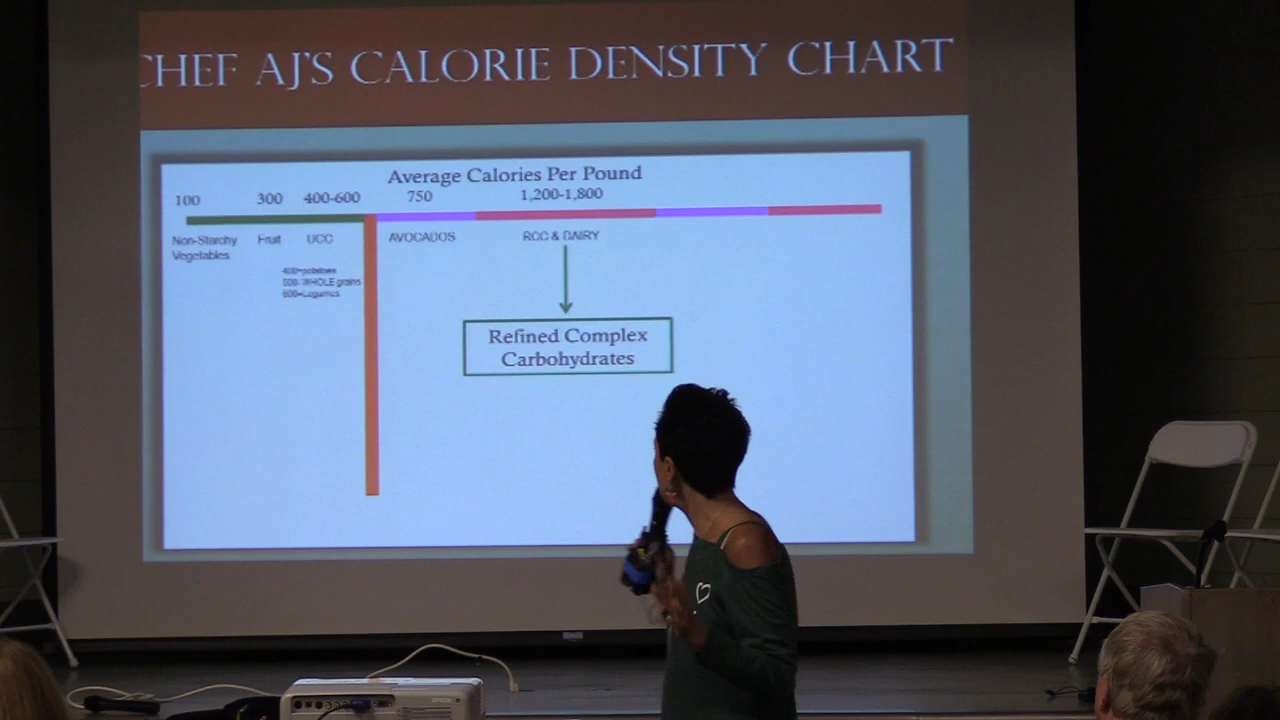 CHEF AJ'S CALORIE DENSITY CHART
Average Calories Per Pound
100 300 400-600 750 1,200-1,800
Non-Starchy Vegetables
Fruit
UCC
AVOCADOS
RCC & DAIRY
400=potatoes
500-WHOLE grains
600=Legumes
Refined Complex
Carbohydrates
EPSON